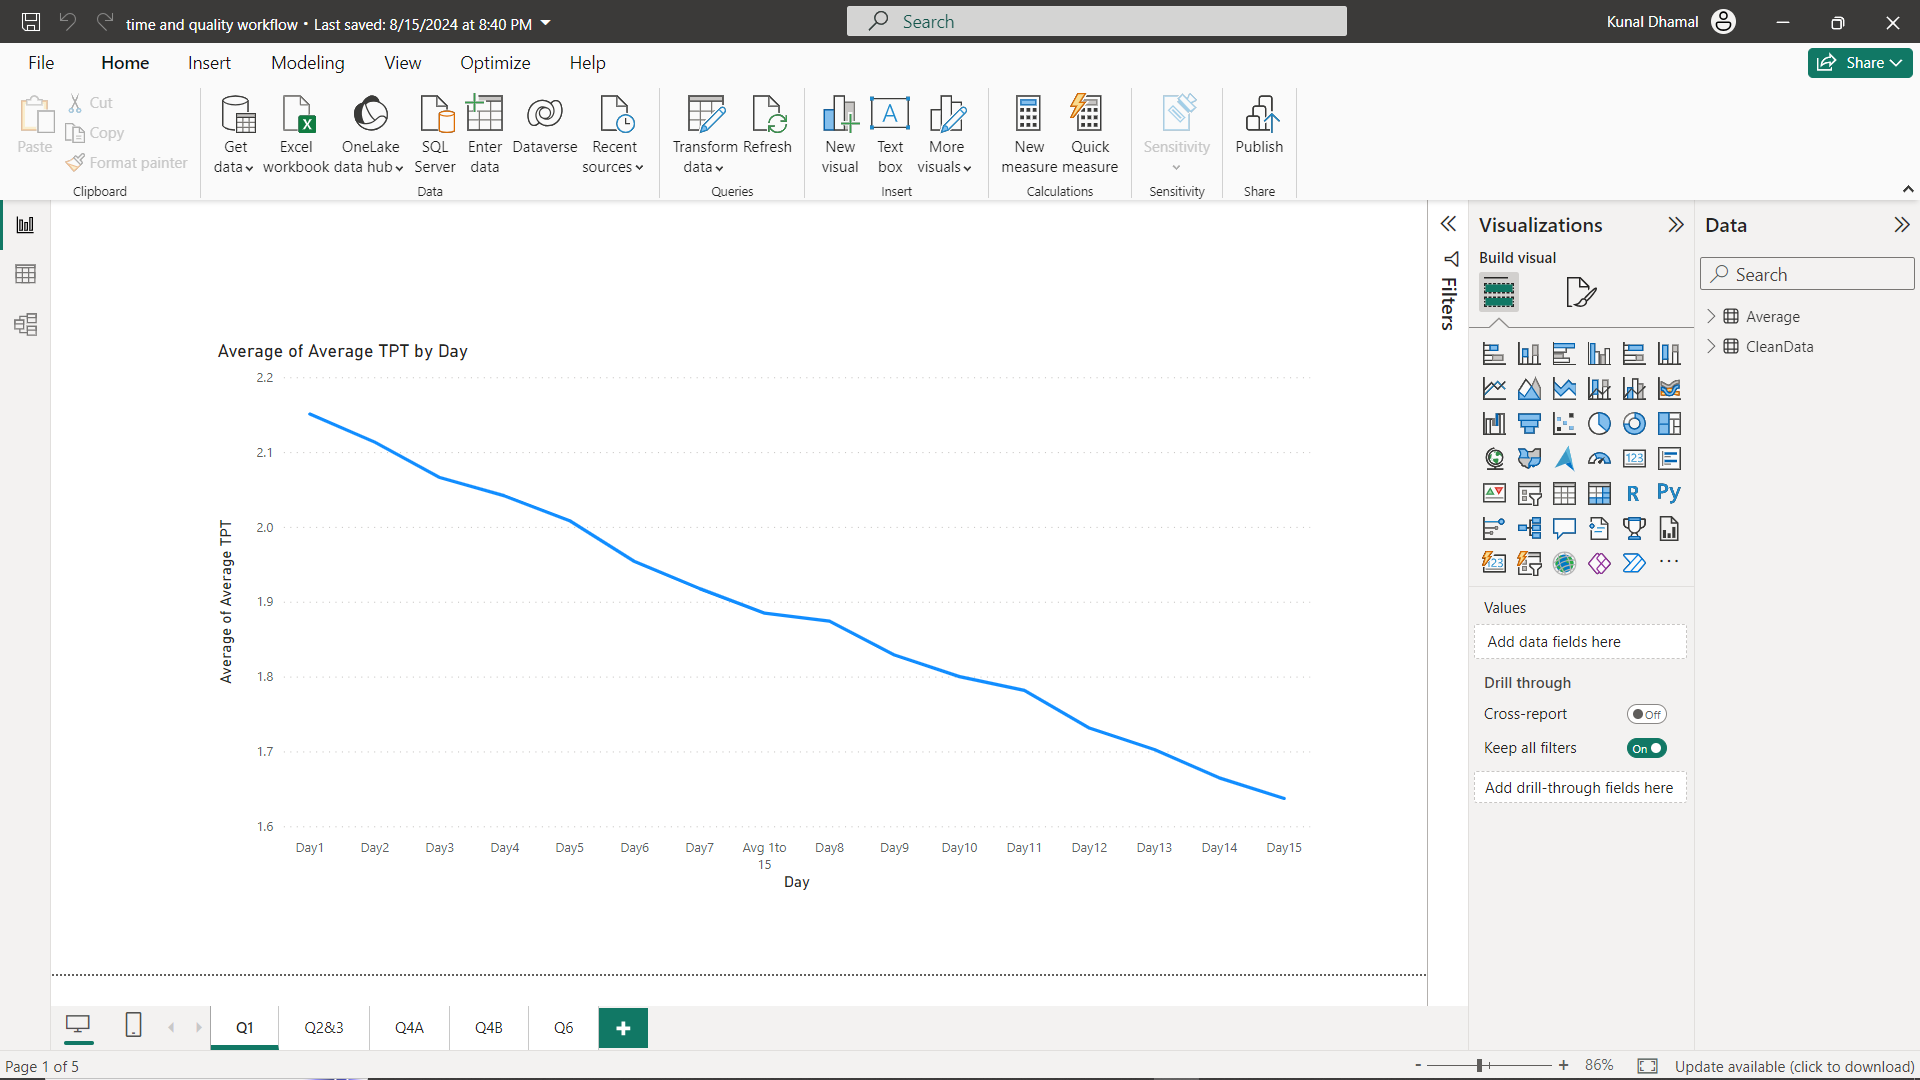 time and quality workflow • Last saved: 8/15/2024 at 8:40 PM
Search
Kunal Dhamal
File
Home
Insert
Modeling
View
Optimize
Help
Share
Paste
Cut
Copy
Format painter
Clipboard
Get
data
Excel
workbook
OneLake
data hub
SQL
Server
Enter
data
Dataverse
Recent
sources
Data
Transform
data
Refresh
Queries
New
visual
Text
box
More
visuals
Insert
New
measure
Quick
measure
Calculations
Sensitivity
Sensitivity
Publish
Share
Average of Average TPT by Day
Average of Average TPT
2.2
2.1
2.0
1.9
1.8
1.7
1.6
Day1
Day2
Day3
Day4
Day5
Day6
Day7
Avg 1to
15
Day8
Day9
Day10
Day11
Day12
Day13
Day14
Day15
Day
Filters
Visualizations
Build visual
123
R
Py
123
Values
Add data fields here
Drill through
Cross-report
Off
Keep all filters
On
Add drill-through fields here
Data
Search
Average
CleanData
Q1
Q2&3
Q4A
Q4B
Q6
Page 1 of 5
- + 86%
Update available (click to download)